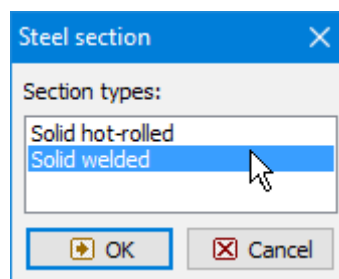 Steel section
Section types:
Solid hot-rolled
Solid welded
OK
Cancel